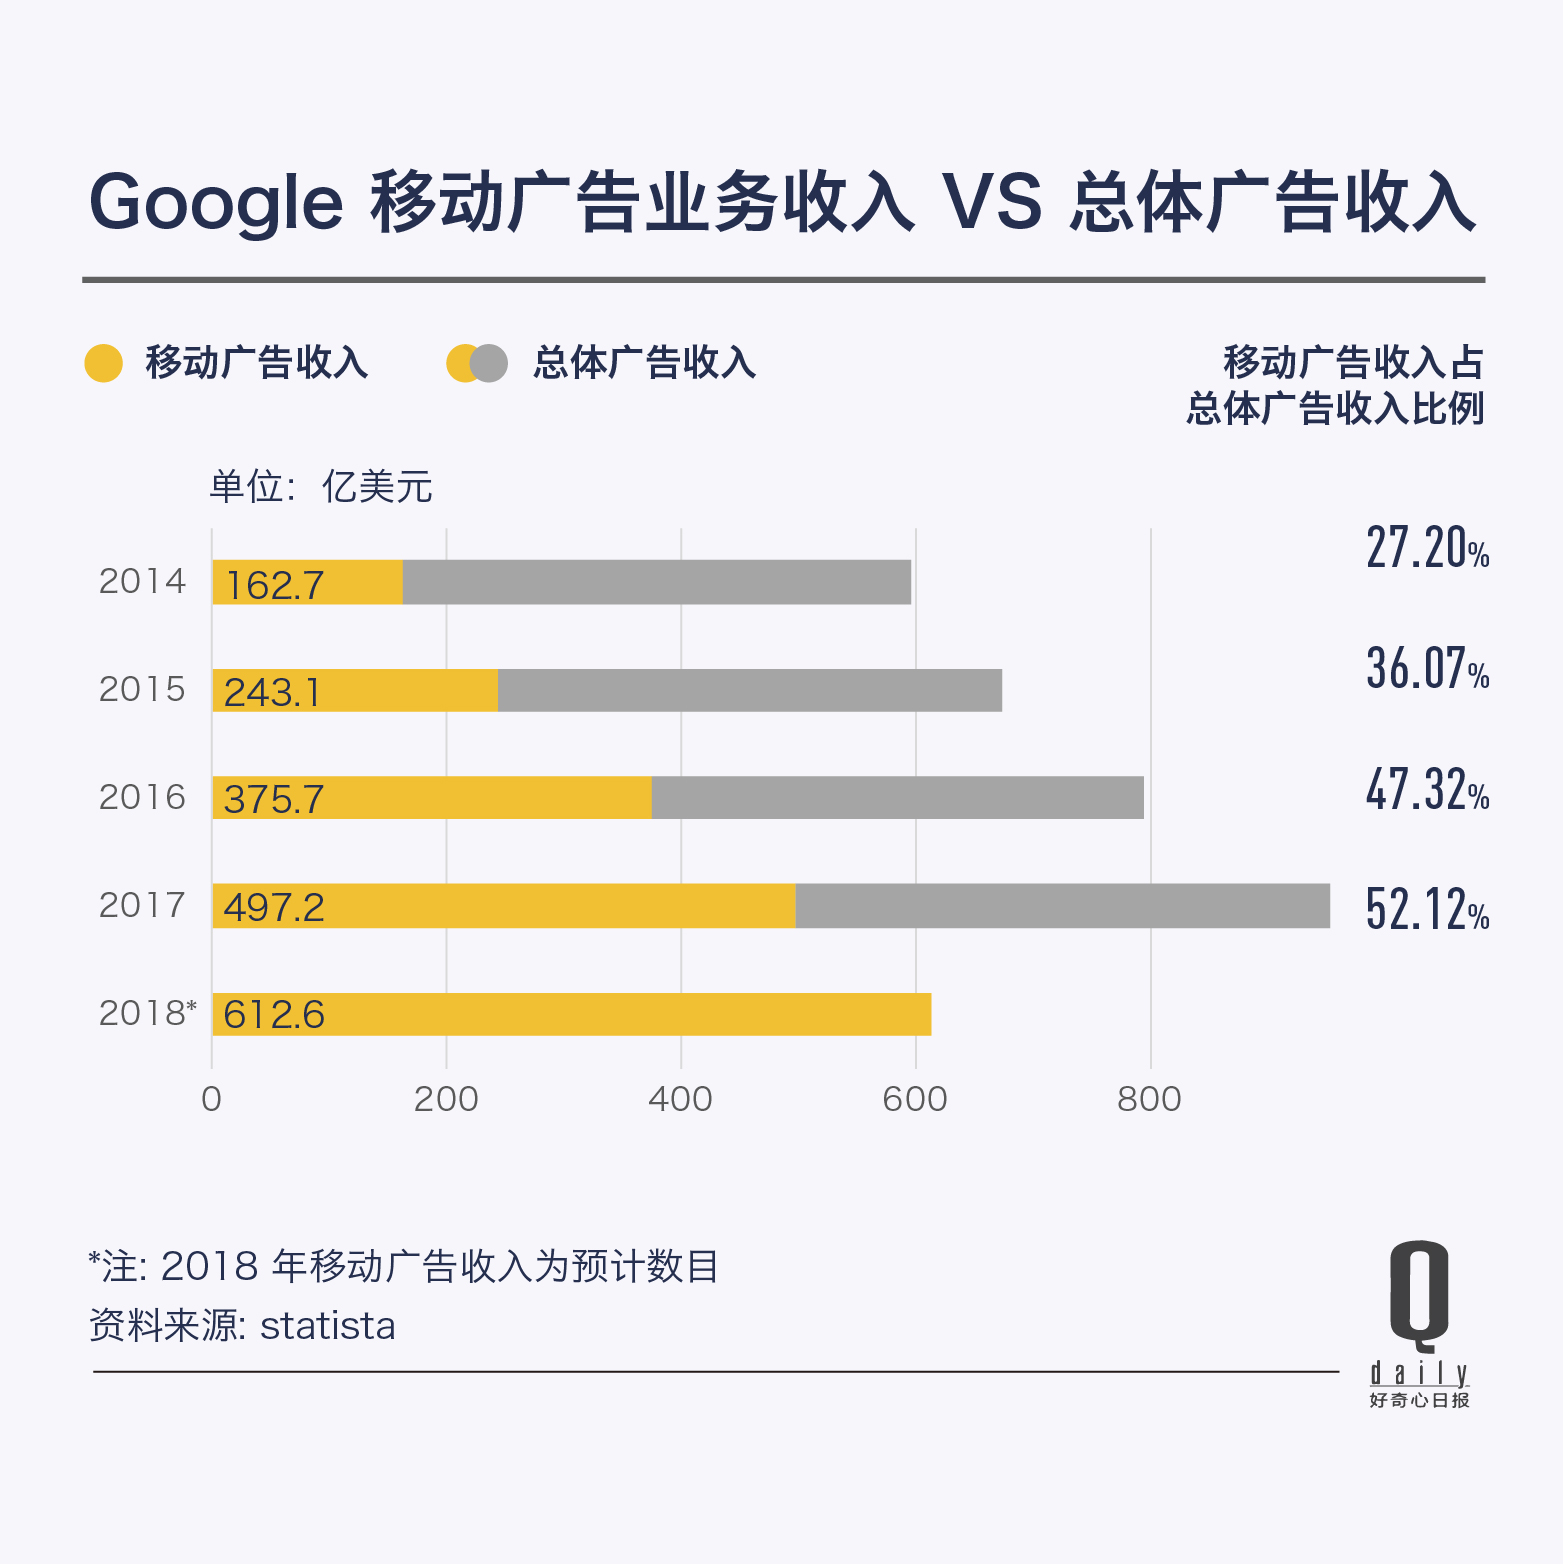 Google 移动广告业务收入 VS 总体广告收入
移动广告收入
总体广告收入
移动广告收入占
总体广告收入比例
单位：亿美元
2014
162.7
27.20%
2015
243.1
36.07%
2016
375.7
47.32%
2017
497.2
52.12%
2018*
612.6
0
200
400
600
800
*注: 2018 年移动广告收入为预计数目
资料来源: statista
Q
daily
好奇心日报